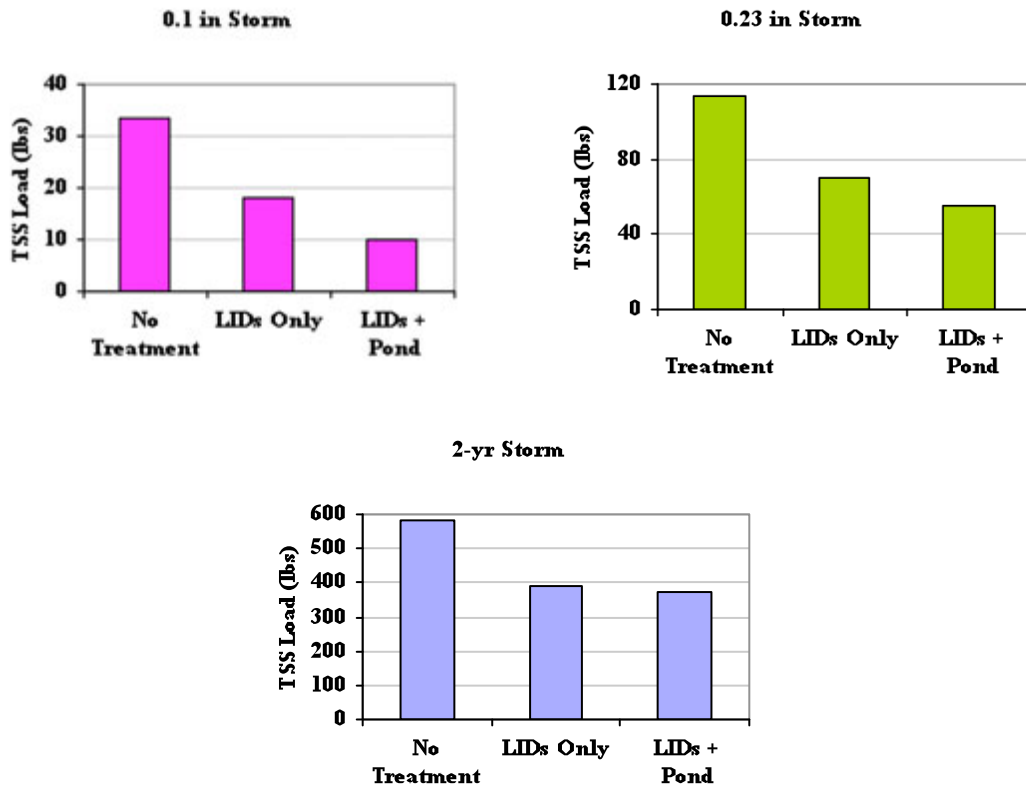 0.1 in Storm
TSS Load (lbs)
40
30
20
10
0
No Treatment
LIDs Only
LIDs + Pond
0.23 in Storm
TSS Load (lbs)
120
80
40
0
No Treatment
LIDs Only
LIDs + Pond
2-yr Storm
TSS Load (lbs)
600
500
400
300
200
100
0
No Treatment
LIDs Only
LIDs + Pond